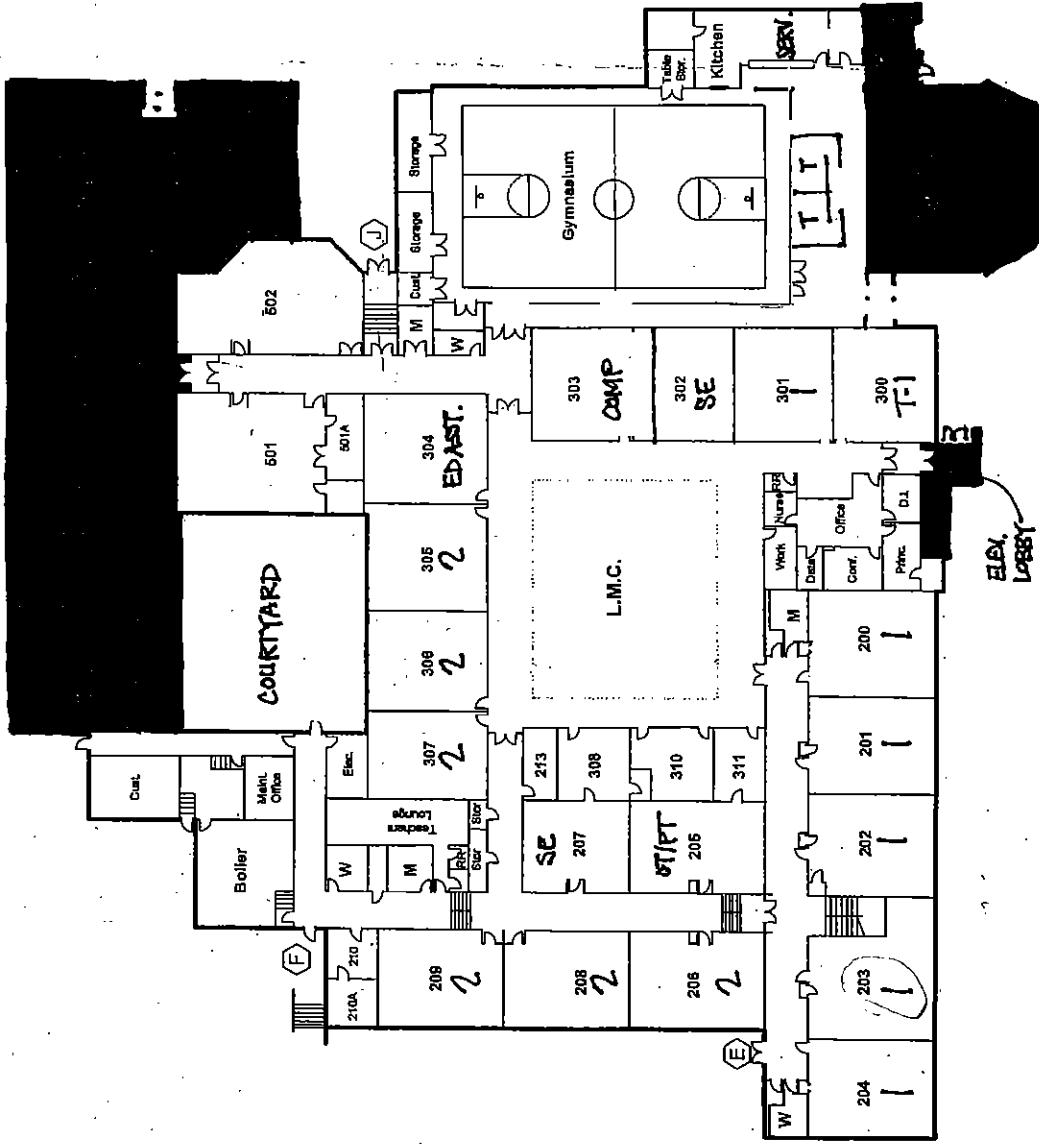 Kitchen
SERV.
Table
Stor.
Storage
Storage
Gymnasium
T T
J
Cust.
M
W
502
303
COMP
302
SE
301
1
300
T-1
501
501A
304
ED ASST.
COURTYARD
305
2
306
2
307
2
L.M.C.
RR
Nurse
Work
Office
Data
Conf.
D.I.
Princ.
ELEV.
LOBBY
M
200
1
201
1
202
1
203
1
204
1
Cust.
Maint.
Office
Boiler
Elec.
Teachers
Lounge
Stor
Stor
RR
W
M
213
308
310
311
SE
207
OT/PT
205
F
210
210A
209
2
208
2
206
2
E
W